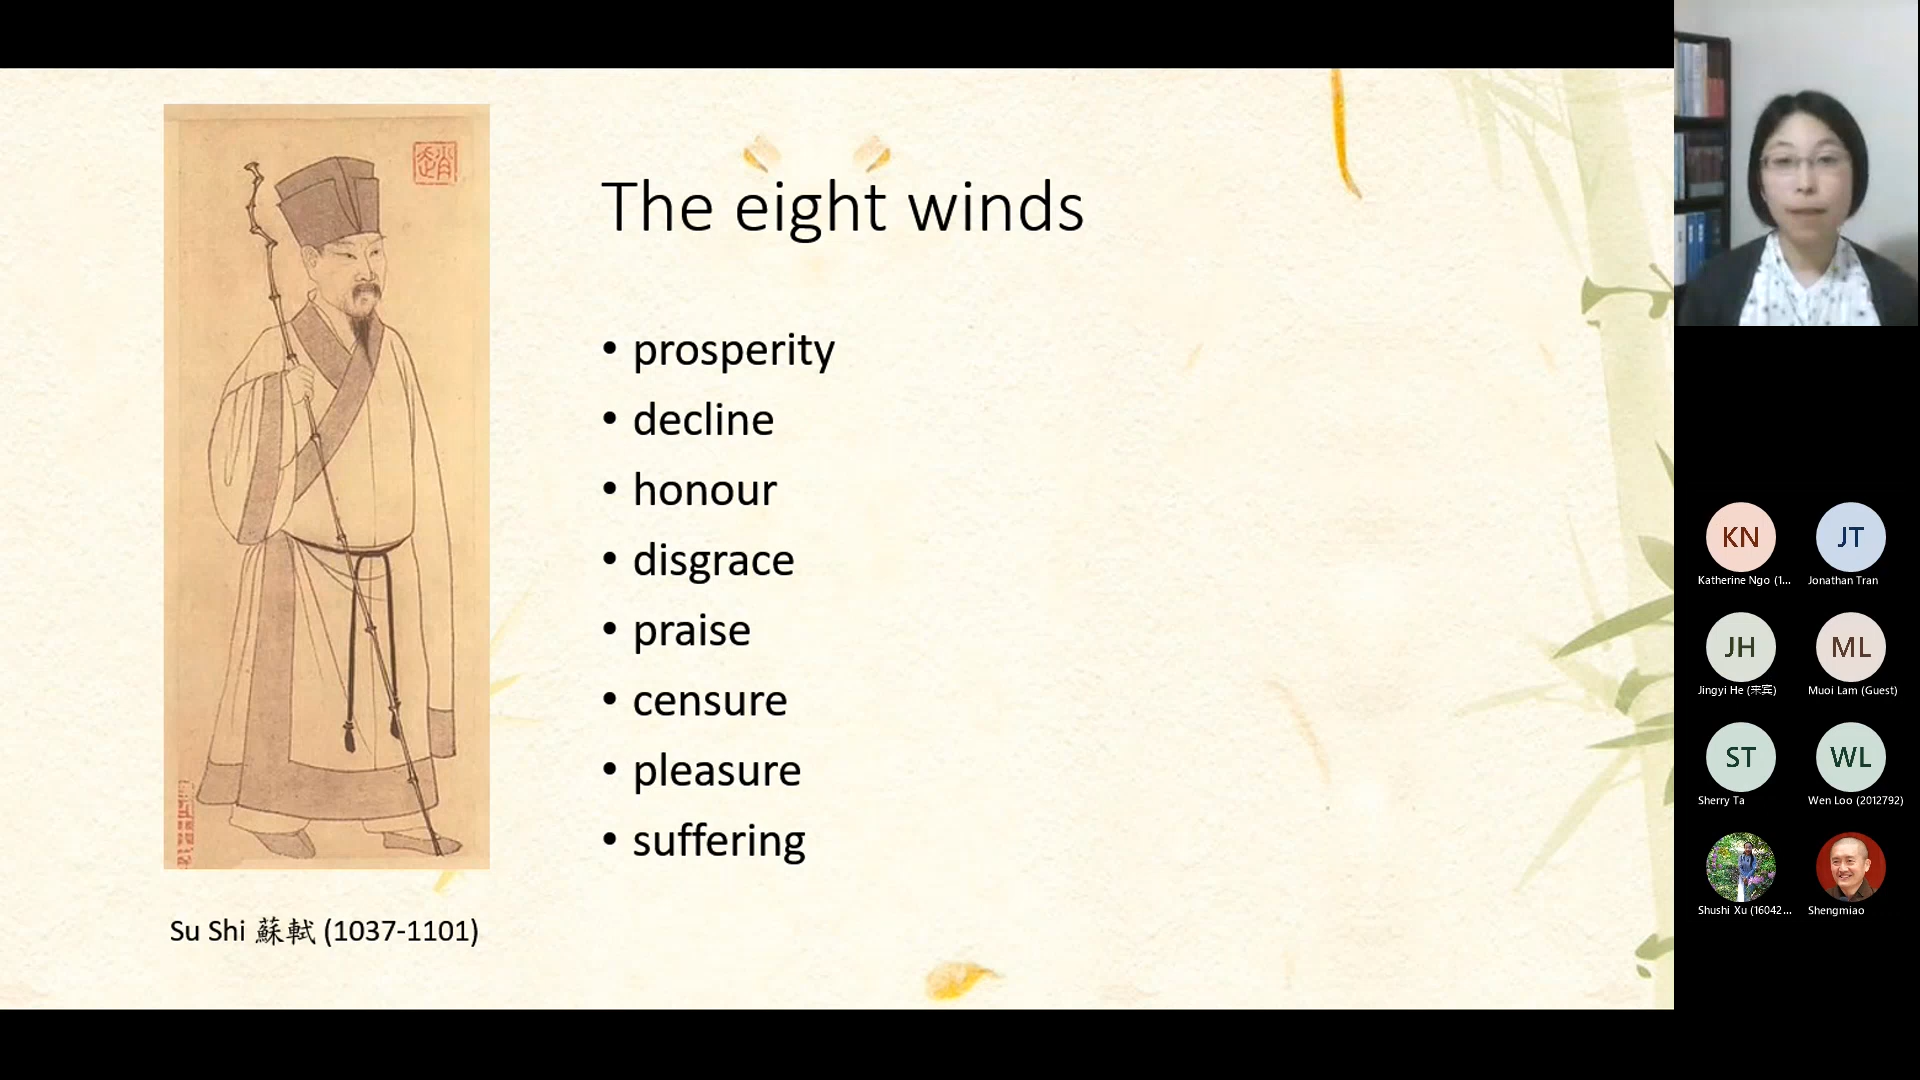 The eight winds
• prosperity
• decline
• honour
• disgrace
• praise
• censure
• pleasure
• suffering
Su Shi 蘇軾 (1037-1101)
KN
JT
Katherine Ngo (1...
Jonathan Tran
JH
ML
Jingyi He (来宾)
Muoi Lam (Guest)
ST
WL
Sherry Ta
Wen Loo (2012792)
Shushi Xu (16042...
Shengmiao